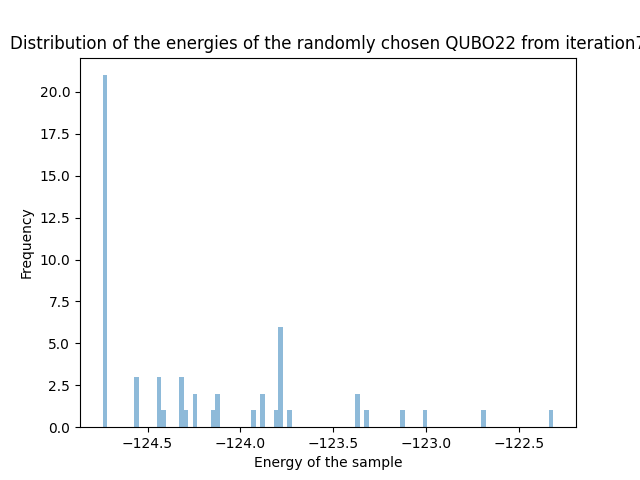 Distribution of the energies of the randomly chosen QUBO22 from iteration7
20.0
17.5
15.0
12.5
10.0
7.5
5.0
2.5
0.0
Frequency
−124.5 −124.0 −123.5 −123.0 −122.5
Energy of the sample